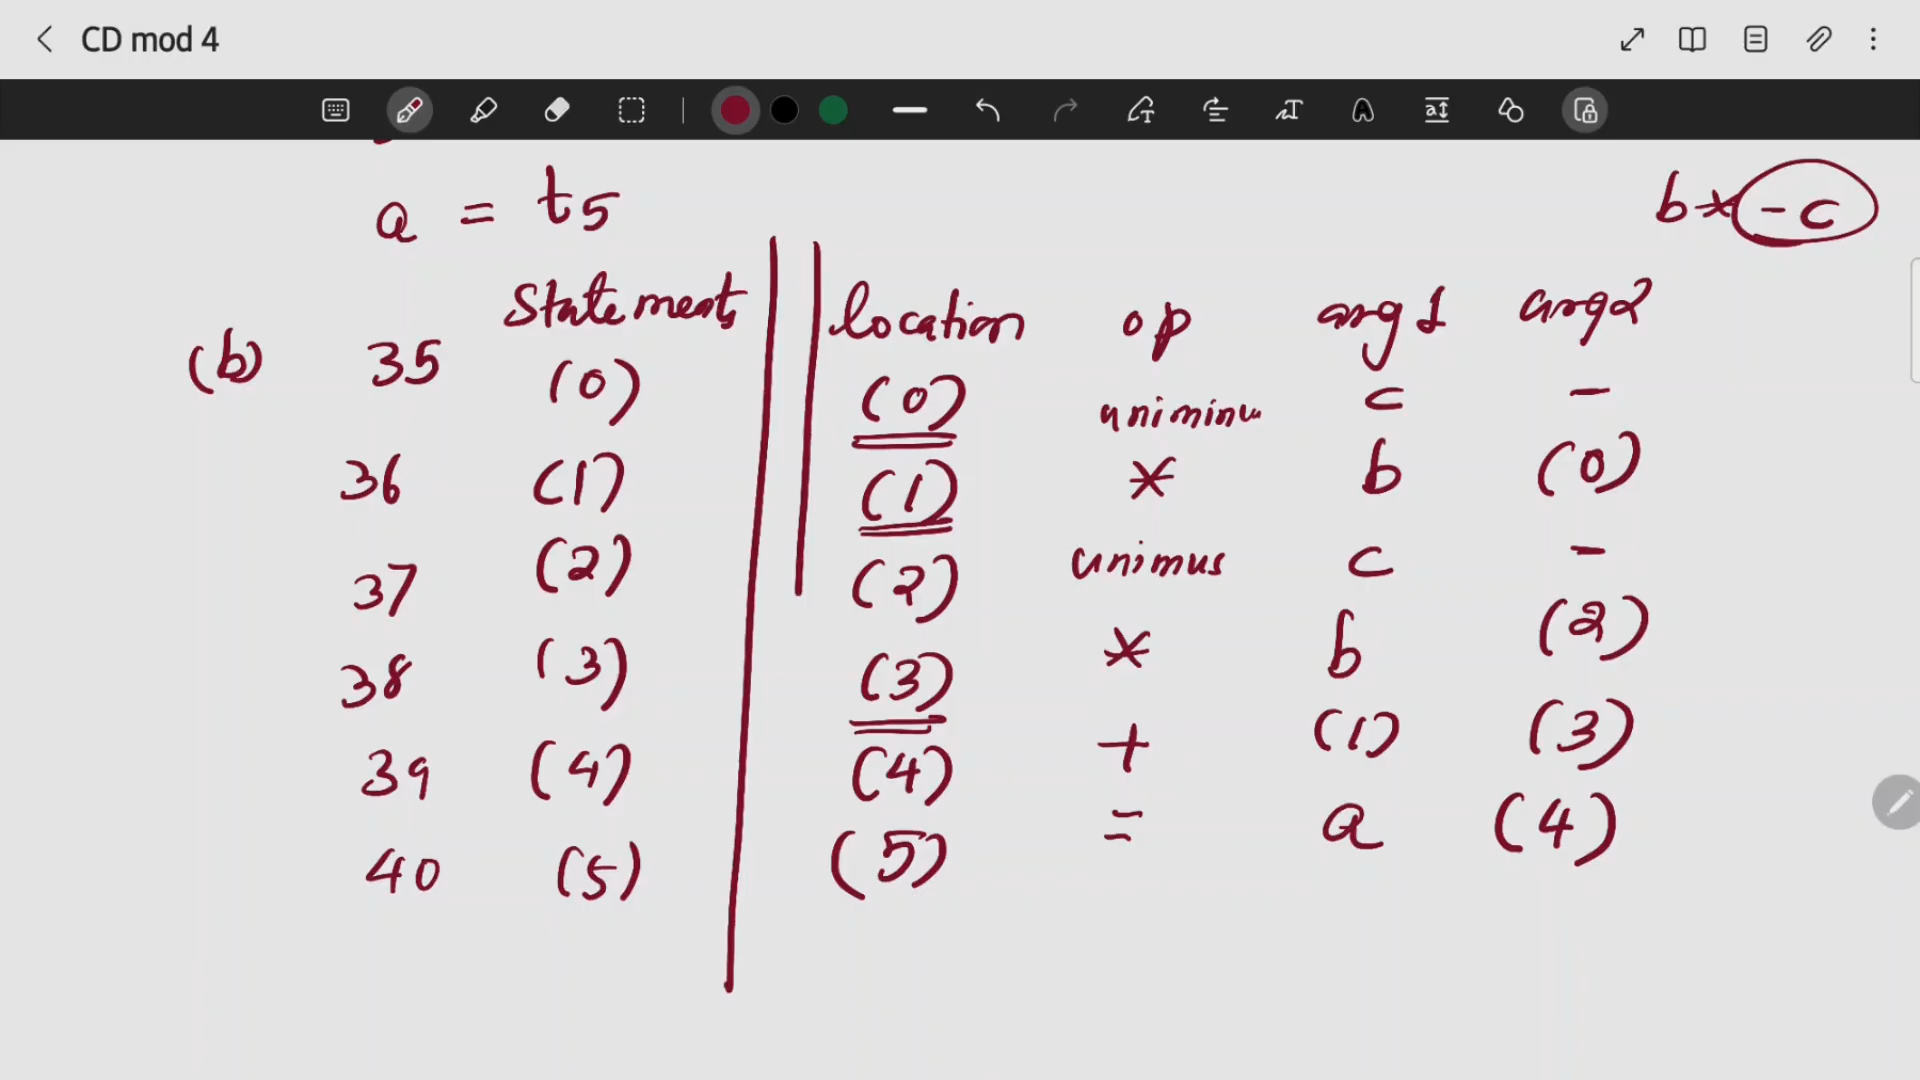 CD mod 4
a = t5
b * - c
Statements location op arg1 arg2
(b) 35 (0) (0) uniminu c -
36 (1) (1) * b (0)
37 (2) (2) unimus c -
38 (3) (3) * b (2)
39 (4) (4) + (1) (3)
40 (5) (5) = a (4)